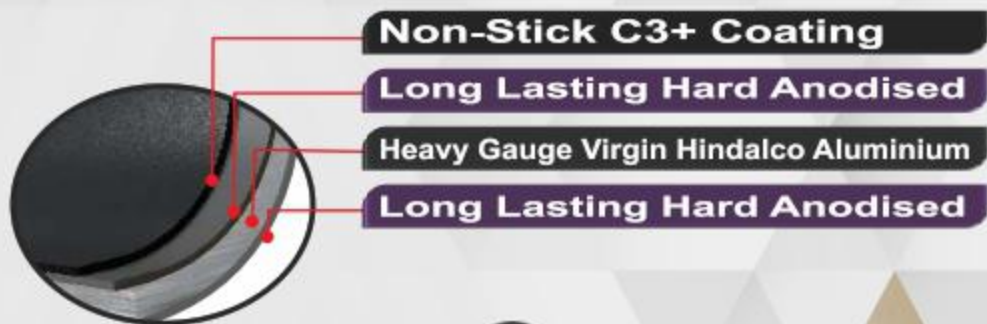 Non-Stick C3+ Coating
Long Lasting Hard Anodised
Heavy Gauge Virgin Hindalco Aluminium
Long Lasting Hard Anodised